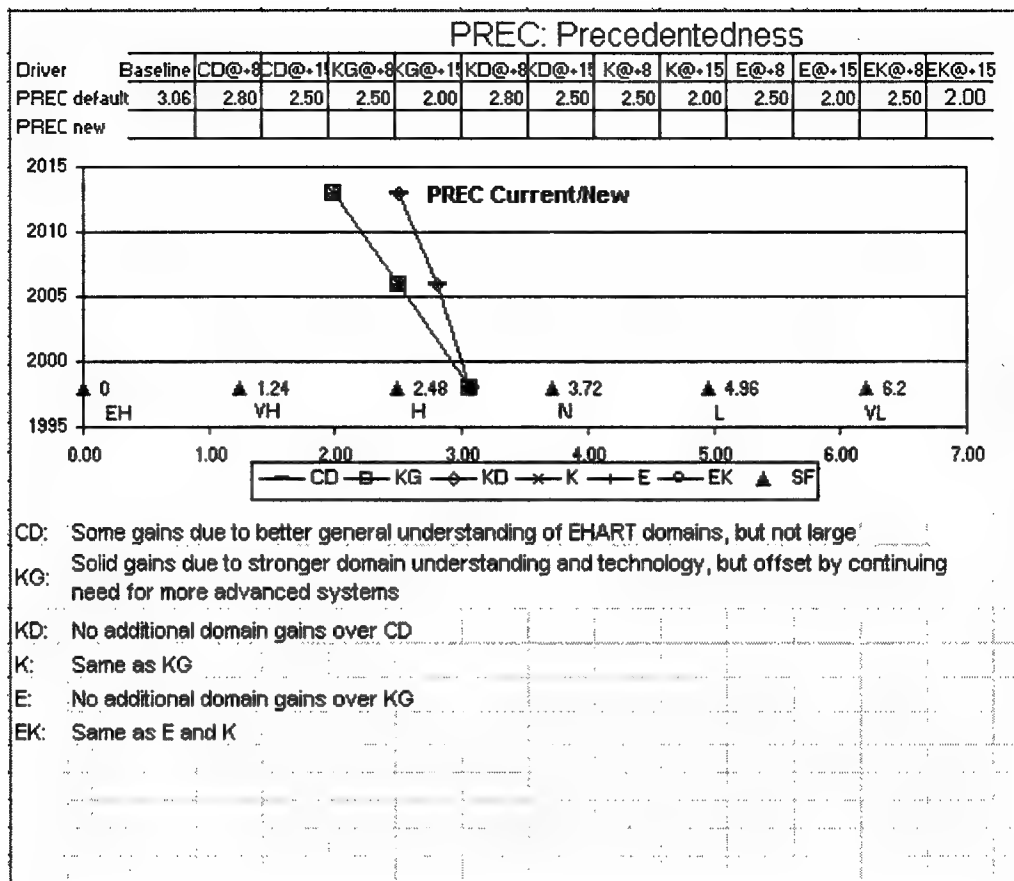 PREC: Precedentedness
Driver Baseline CD@+8 CD@+15 KG@+8 KG@+15 KD@+8 KD@+15 K@+8 K@+15 E@+8 E@+15 EK@+8 EK@+15
PREC default 3.06 2.80 2.50 2.50 2.00 2.80 2.50 2.50 2.00 2.50 2.00 2.50 2.00
PREC new
2015
PREC Current/New
2010
2005
2000
0 1.24 2.48 3.72 4.96 6.2
EH VH H N L VL
1995
0.00 1.00 2.00 3.00 4.00 5.00 6.00 7.00
CD KG KD K E EK SF
CD: Some gains due to better general understanding of EHART domains, but not large
KG: Solid gains due to stronger domain understanding and technology, but offset by continuing
need for more advanced systems
KD: No additional domain gains over CD
K: Same as KG
E: No additional domain gains over KG
EK: Same as E and K